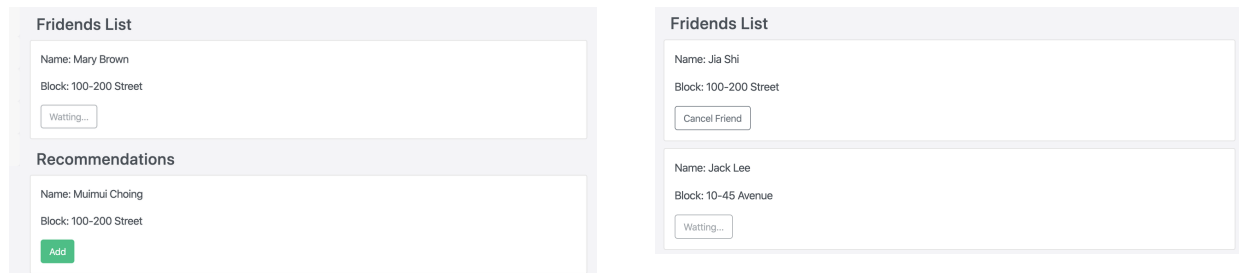 Fridends List
Name: Mary Brown
Block: 100-200 Street
Watting...
Recommendations
Name: Muimui Choing
Block: 100-200 Street
Add
Fridends List
Name: Jia Shi
Block: 100-200 Street
Cancel Friend
Name: Jack Lee
Block: 10-45 Avenue
Watting...